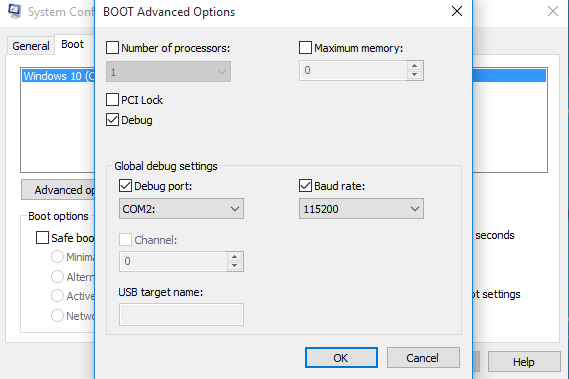 System Conf
BOOT Advanced Options
General
Boot
Number of processors:
Maximum memory:
1
0
Windows 10 (C
PCI Lock
Debug
Global debug settings
Advanced op
Debug port:
Baud rate:
COM2:
115200
Boot options
Safe boo
Channel:
seconds
Minima
0
Altern
Active
USB target name:
ot settings
Netwo
OK
Cancel
Help